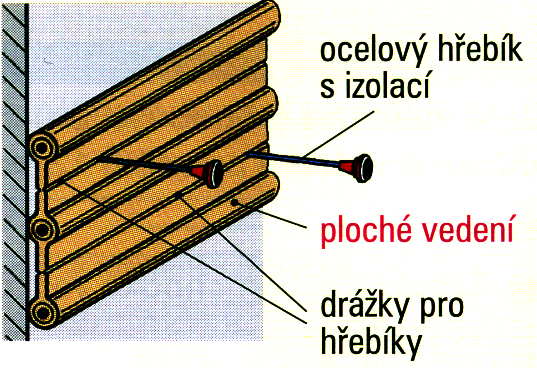 ocelový hřebík
s izolací
ploché vedení
drážky pro
hřebíky